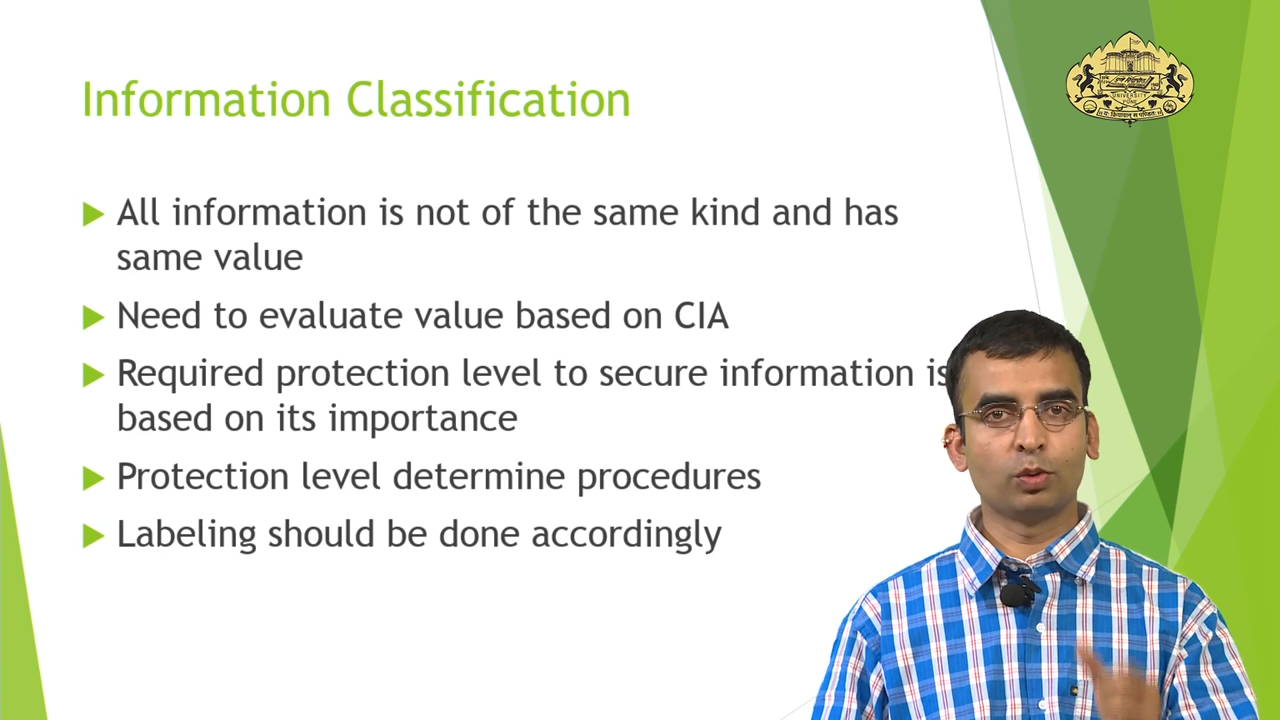 Information Classification
All information is not of the same kind and has
same value
Need to evaluate value based on CIA
Required protection level to secure information is
based on its importance
Protection level determine procedures
Labeling should be done accordingly
UNIVERSITY